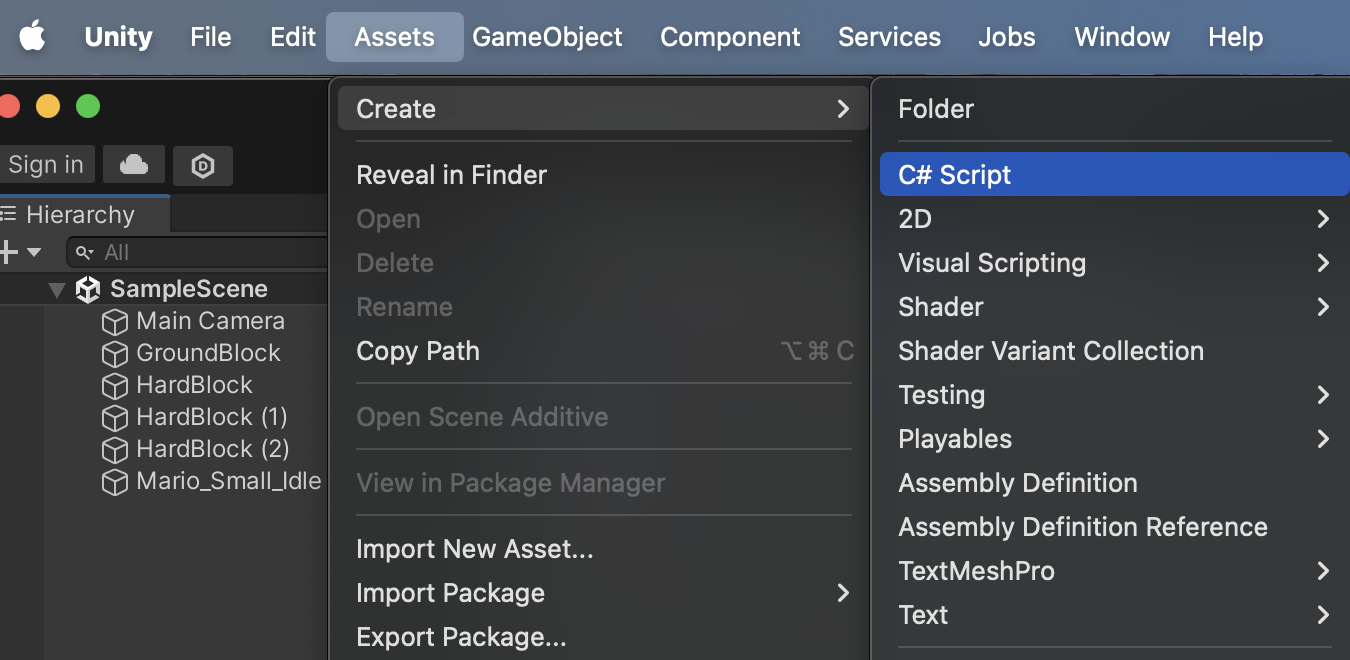 Unity File Edit Assets GameObject Component Services Jobs Window Help
Sign in
Hierarchy
All
SampleScene
Main Camera
GroundBlock
HardBlock
HardBlock (1)
HardBlock (2)
Mario_Small_Idle
Create
Reveal in Finder
Open
Delete
Rename
Copy Path ⌥⌘C
Open Scene Additive
View in Package Manager
Import New Asset...
Import Package
Export Package...
Folder
C# Script
2D
Visual Scripting
Shader
Shader Variant Collection
Testing
Playables
Assembly Definition
Assembly Definition Reference
TextMeshPro
Text